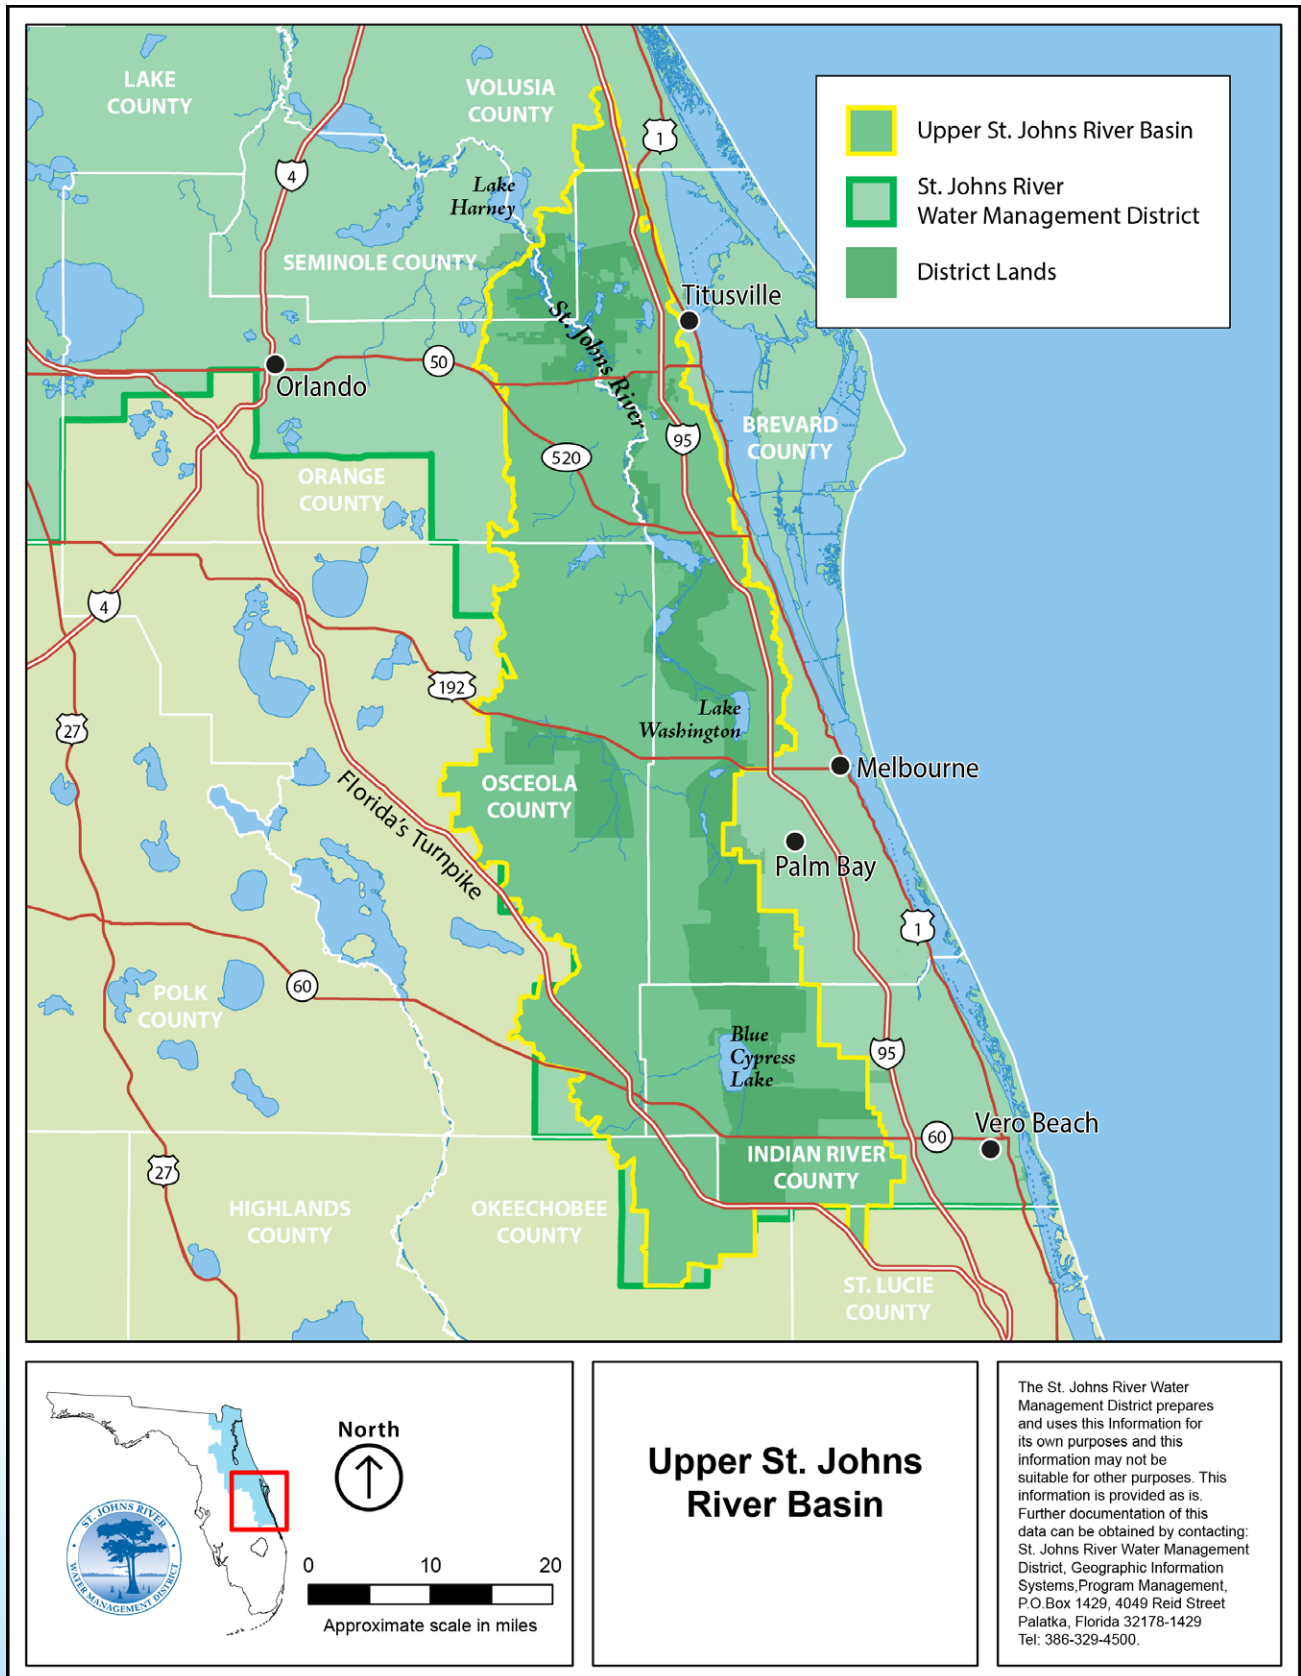 LAKE
COUNTY
VOLUSIA
COUNTY
1
4
Lake
Harney
SEMINOLE COUNTY
Upper St. Johns River Basin
St. Johns River
Water Management District
District Lands
Titusville
St. Johns River
50
Orlando
95
BREVARD
COUNTY
520
ORANGE
COUNTY
4
192
27
Lake
Washington
Melbourne
OSCEOLA
COUNTY
Florida's Turnpike
Palm Bay
1
60
POLK
COUNTY
Blue
Cypress
Lake
95
Vero Beach
60
27
INDIAN RIVER
COUNTY
HIGHLANDS
COUNTY
OKEECHOBEE
COUNTY
ST. LUCIE
COUNTY
North
ST. JOHNS RIVER
WATER MANAGEMENT DISTRICT
0 10 20
Approximate scale in miles
Upper St. Johns
River Basin
The St. Johns River Water
Management District prepares
and uses this Information for
its own purposes and this
information may not be
suitable for other purposes. This
information is provided as is.
Further documentation of this
data can be obtained by contacting:
St. Johns River Water Management
District, Geographic Information
Systems,Program Management,
P.O.Box 1429, 4049 Reid Street
Palatka, Florida 32178-1429
Tel: 386-329-4500.